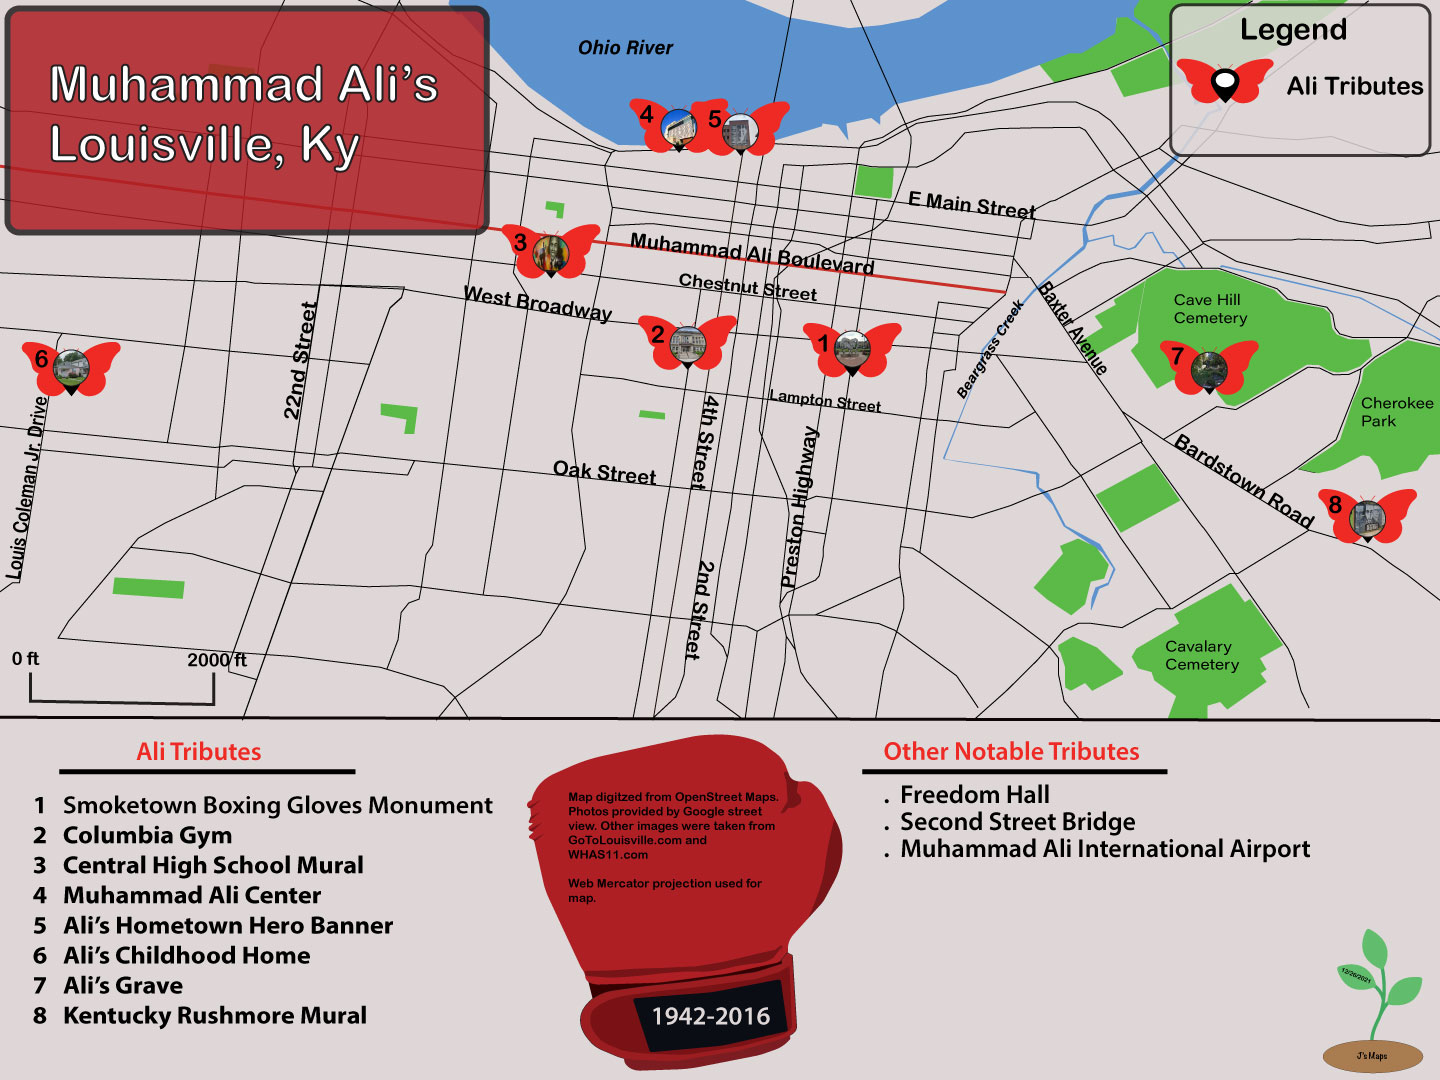 Muhammad Ali's
Louisville, Ky
Ohio River
Legend
Ali Tributes
4
5
E Main Street
3
Muhammad Ali Boulevard
Chestnut Street
West Broadway
22nd Street
2
1
Lampton Street
Beargrass Creek
Baxter Avenue
Cave Hill
Cemetery
7
6
Louis Coleman Jr. Drive
4th Street
Oak Street
Preston Highway
2nd Street
Cherokee
Park
Bardstown Road
8
Cavalary
Cemetery
0 ft
2000 ft
Ali Tributes
1 Smoketown Boxing Gloves Monument
2 Columbia Gym
3 Central High School Mural
4 Muhammad Ali Center
5 Ali's Hometown Hero Banner
6 Ali's Childhood Home
7 Ali's Grave
8 Kentucky Rushmore Mural
Map digitzed from OpenStreet Maps.
Photos provided by Google street
view. Other images were taken from
GoToLouisville.com and
WHAS11.com
Web Mercator projection used for
map.
1942-2016
Other Notable Tributes
. Freedom Hall
. Second Street Bridge
. Muhammad Ali International Airport
12/20/2021
J's Maps